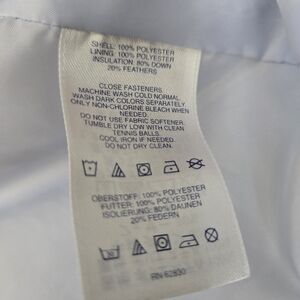 SHELL: 100% POLYESTER
LINING: 100% POLYESTER
INSULATION: 80% DOWN
20% FEATHERS
CLOSE FASTENERS.
MACHINE WASH COLD NORMAL.
WASH DARK COLORS SEPARATELY.
ONLY NON-CHLORINE BLEACH WHEN
NEEDED.
DO NOT USE FABRIC SOFTENER.
TUMBLE DRY LOW WITH CLEAN
TENNIS BALLS
COOL IRON IF NEEDED.
DO NOT DRY CLEAN.
OBERSTOFF: 100% POLYESTER
FUTTER: 100% POLYESTER
ISOLIERUNG: 80% DAUNEN
20% FEDERN
RN 62830